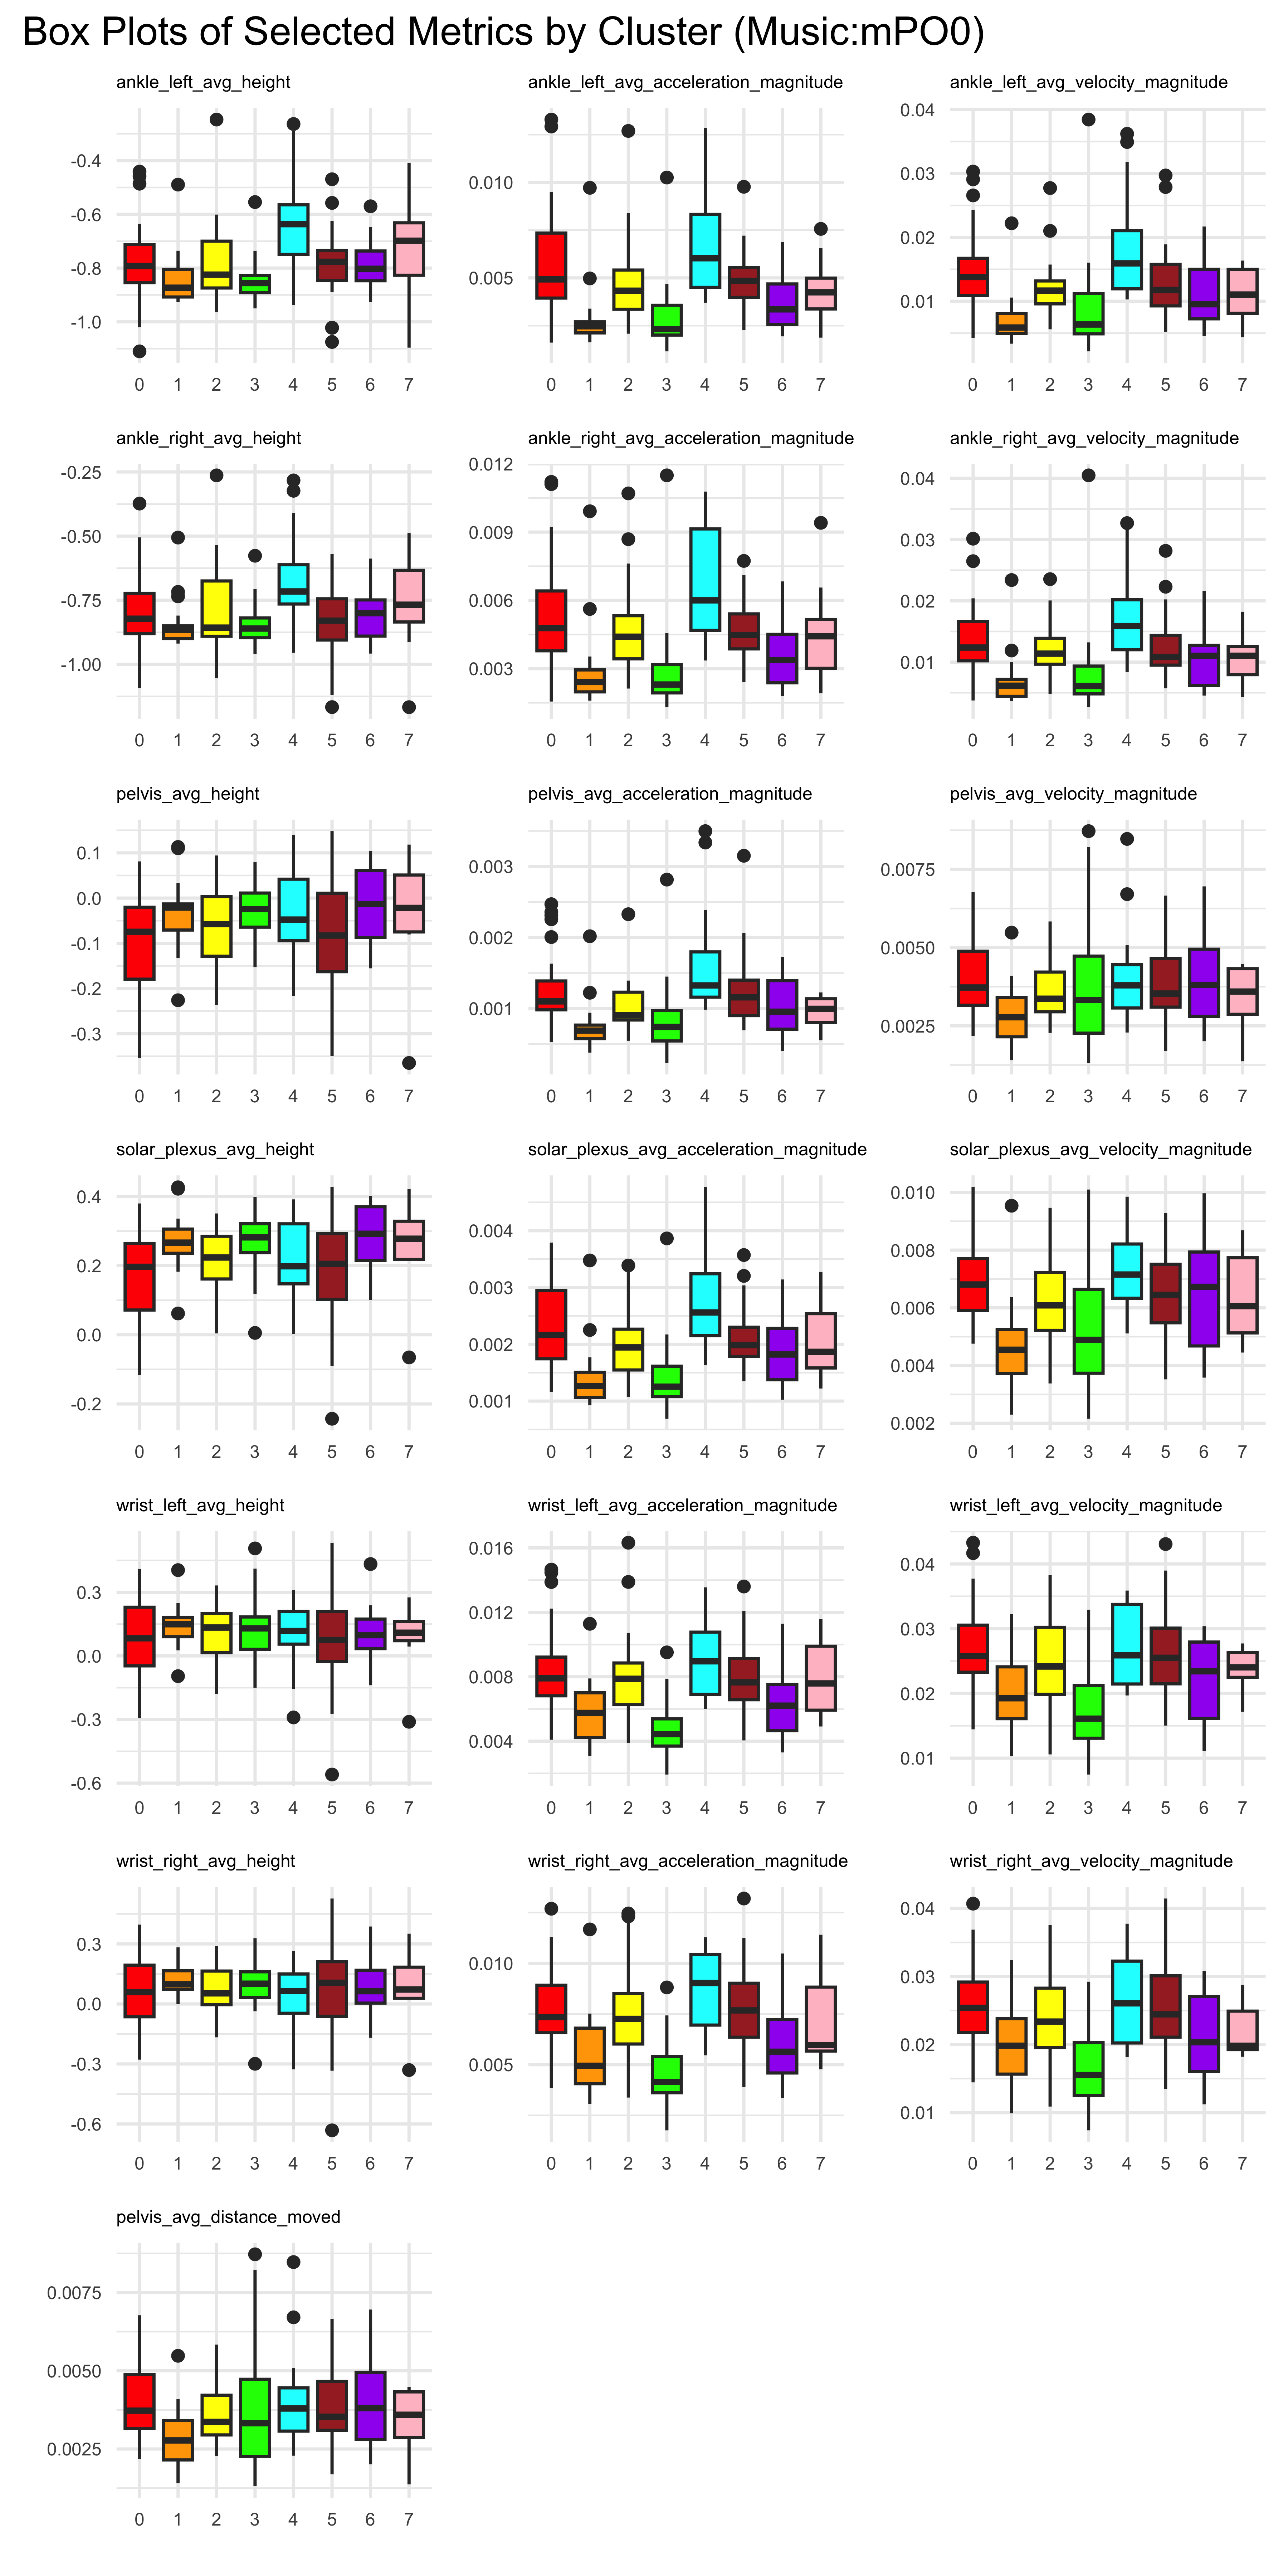 Box Plots of Selected Metrics by Cluster (Music:mPO0)
ankle_left_avg_height
-0.4
-0.6
-0.8
-1.0
0 1 2 3 4 5 6 7
ankle_left_avg_acceleration_magnitude
0.010
0.005
0 1 2 3 4 5 6 7
ankle_left_avg_velocity_magnitude
0.04
0.03
0.02
0.01
0 1 2 3 4 5 6 7
ankle_right_avg_height
-0.25
-0.50
-0.75
-1.00
0 1 2 3 4 5 6 7
ankle_right_avg_acceleration_magnitude
0.012
0.009
0.006
0.003
0 1 2 3 4 5 6 7
ankle_right_avg_velocity_magnitude
0.04
0.03
0.02
0.01
0 1 2 3 4 5 6 7
pelvis_avg_height
0.1
0.0
-0.1
-0.2
-0.3
0 1 2 3 4 5 6 7
pelvis_avg_acceleration_magnitude
0.003
0.002
0.001
0 1 2 3 4 5 6 7
pelvis_avg_velocity_magnitude
0.0075
0.0050
0.0025
0 1 2 3 4 5 6 7
solar_plexus_avg_height
0.4
0.2
0.0
-0.2
0 1 2 3 4 5 6 7
solar_plexus_avg_acceleration_magnitude
0.004
0.003
0.002
0.001
0 1 2 3 4 5 6 7
solar_plexus_avg_velocity_magnitude
0.010
0.008
0.006
0.004
0.002
0 1 2 3 4 5 6 7
wrist_left_avg_height
0.3
0.0
-0.3
-0.6
0 1 2 3 4 5 6 7
wrist_left_avg_acceleration_magnitude
0.016
0.012
0.008
0.004
0 1 2 3 4 5 6 7
wrist_left_avg_velocity_magnitude
0.04
0.03
0.02
0.01
0 1 2 3 4 5 6 7
wrist_right_avg_height
0.3
0.0
-0.3
-0.6
0 1 2 3 4 5 6 7
wrist_right_avg_acceleration_magnitude
0.010
0.005
0 1 2 3 4 5 6 7
wrist_right_avg_velocity_magnitude
0.04
0.03
0.02
0.01
0 1 2 3 4 5 6 7
pelvis_avg_distance_moved
0.0075
0.0050
0.0025
0 1 2 3 4 5 6 7